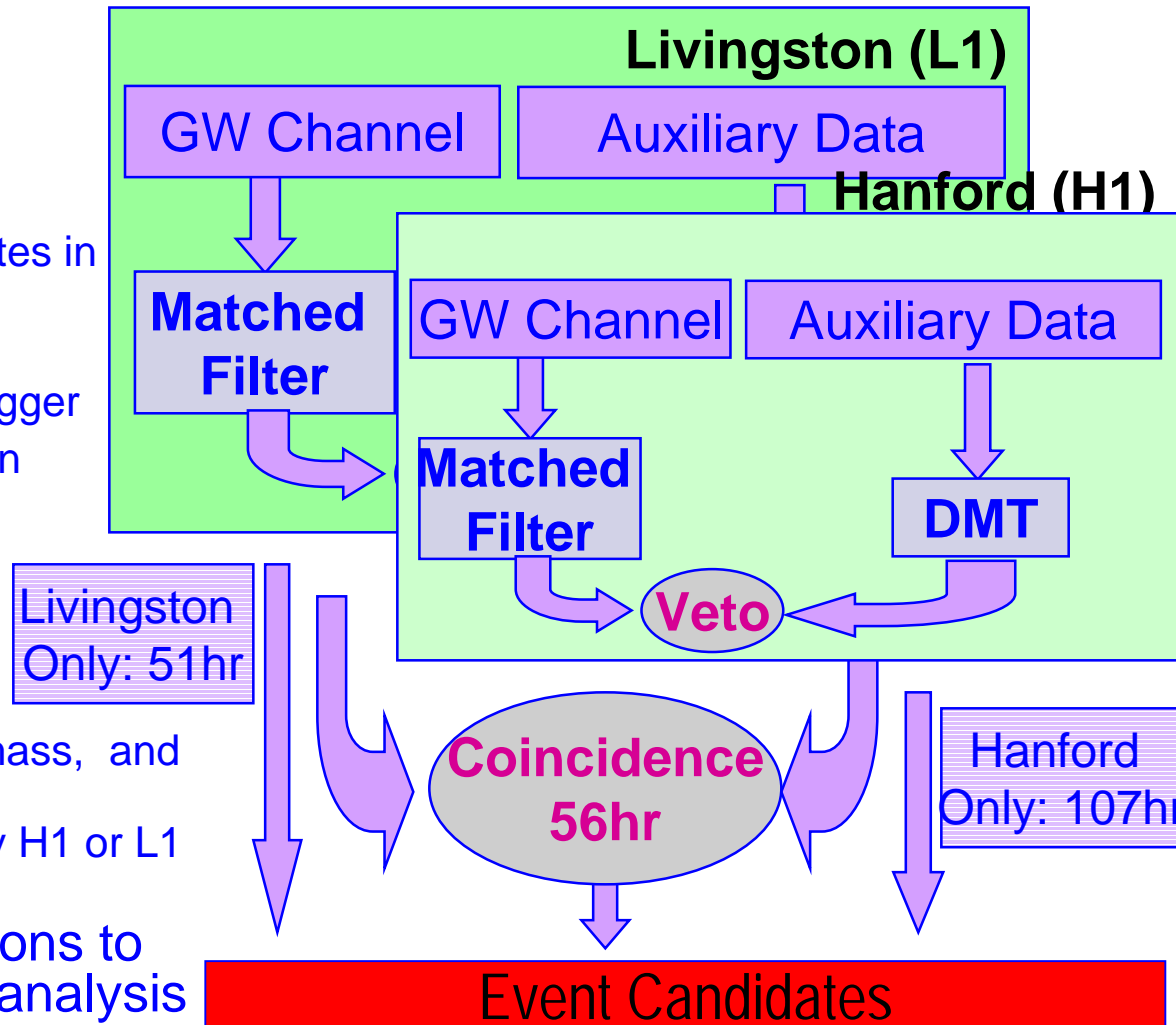 Livingston (L1)
GW Channel
Auxiliary Data
Hanford (H1)
Matched
Filter
GW Channel
Auxiliary Data
Matched
Filter
DMT
Veto
Livingston
Only: 51hr
Coincidence
56hr
Hanford
Only: 107hr
tes in
gger
n
ass, and
H1 or L1
ons to
analysis
Event Candidates